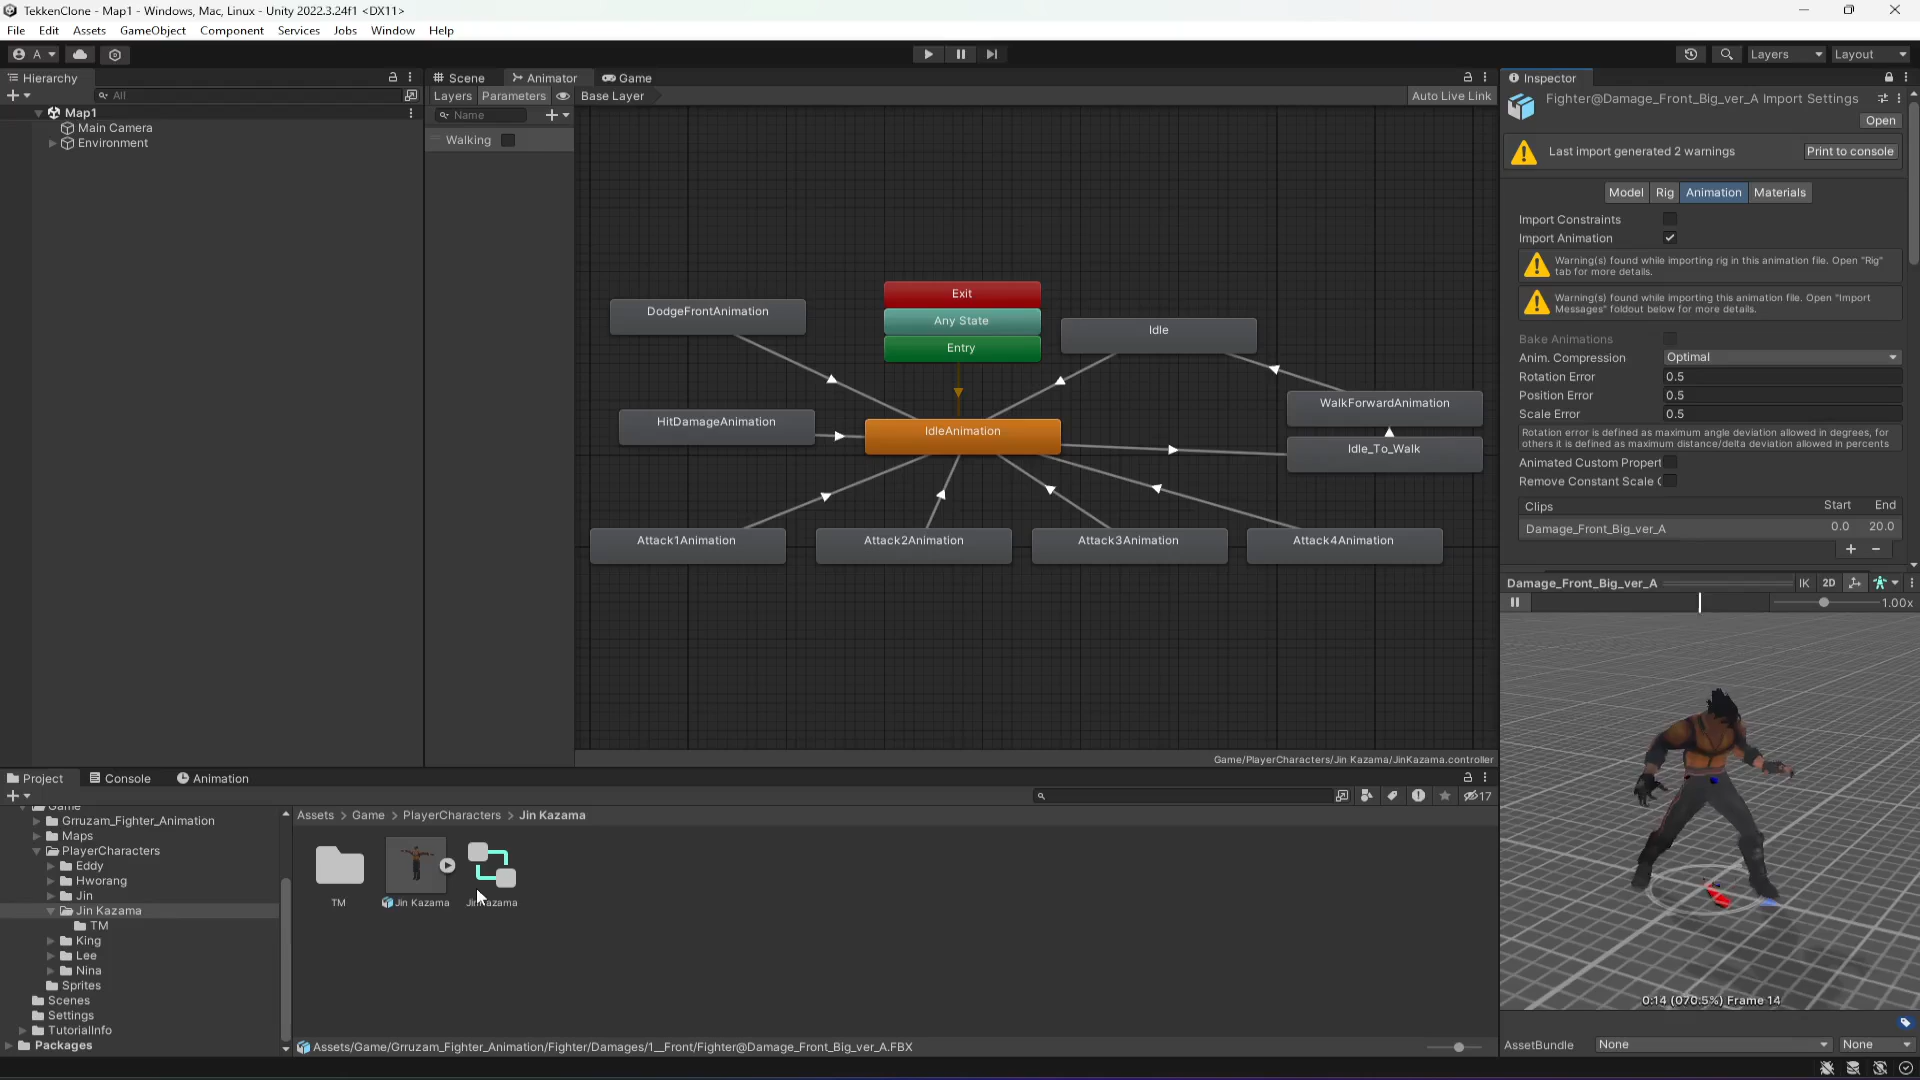 TekkenClone - Map1 - Windows, Mac, Linux - Unity 2022.3.24f1 <DX11>
File Edit Assets GameObject Component Services Jobs Window Help
A
Layers Layout
Hierarchy
All
Map1
Main Camera
Environment
Scene Animator Game
Layers Parameters Base Layer Auto Live Link
Name
Walking
Exit
Any State
Entry
DodgeFrontAnimation
Idle
HitDamageAnimation
IdleAnimation
WalkForwardAnimation
Idle_To_Walk
Attack1Animation
Attack2Animation
Attack3Animation
Attack4Animation
Game/PlayerCharacters/Jin Kazama/JinKazama.controller
Inspector
Fighter@Damage_Front_Big_ver_A Import Settings
Open
Last import generated 2 warnings
Print to console
Model Rig Animation Materials
Import Constraints
Import Animation
Warning(s) found while importing rig in this animation file. Open "Rig"
tab for more details.
Warning(s) found while importing this animation file. Open "Import
Messages" foldout below for more details.
Bake Animations
Anim. Compression Optimal
Rotation Error 0.5
Position Error 0.5
Scale Error 0.5
Rotation error is defined as maximum angle deviation allowed in degrees, for
others it is defined as maximum distance/delta deviation allowed in percents
Animated Custom Propert
Remove Constant Scale C
Clips Start End
Damage_Front_Big_ver_A 0.0 20.0
Damage_Front_Big_ver_A IK 2D
1.00x
0:14 (070.5%) Frame 14
AssetBundle None None
Project Console Animation
17
Game
Grruzam_Fighter_Animation
Maps
PlayerCharacters
Eddy
Hworang
Jin
Jin Kazama
TM
King
Lee
Nina
Sprites
Scenes
Settings
TutorialInfo
Packages
Assets > Game > PlayerCharacters > Jin Kazama
TM
Jin Kazama
Assets/Game/Grruzam_Fighter_Animation/Fighter/Damages/1__Front/Fighter@Damage_Front_Big_ver_A.FBX